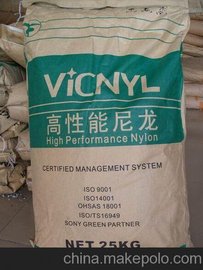 VICNYL
高性能尼龙
High Performance Nylon
CERTIFIED MANAGEMENT SYSTEM
ISO 9001
ISO14001
OHSAS 18001
ISO/TS16949
SONY GREEN PARTNER
NET 25KG
china.makepolo.com